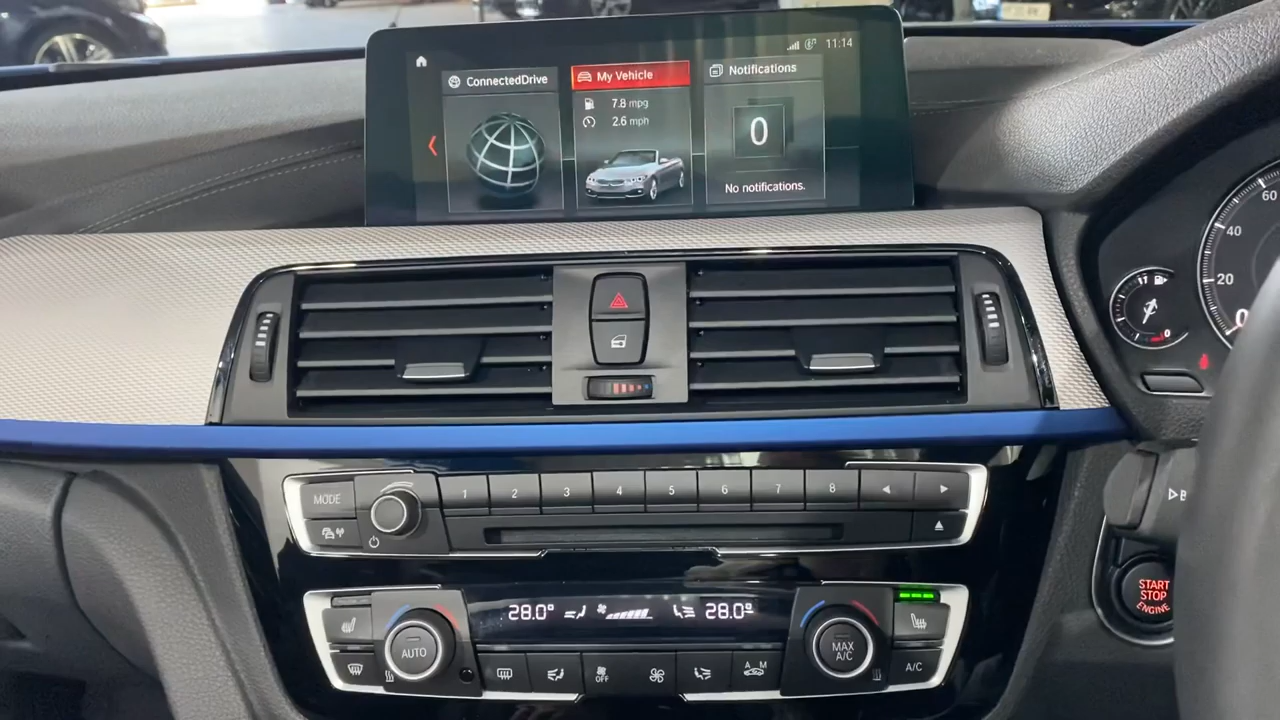 11:14
ConnectedDrive
My Vehicle
Notifications
7.8 mpg
2.6 mph
0
No notifications.
60
40
20
0
0
MODE
1 2 3 4 5 6 7 8
28.0°
28.0°
AUTO
MAX
A/C
OFF
A M
A/C
START
STOP
ENGINE